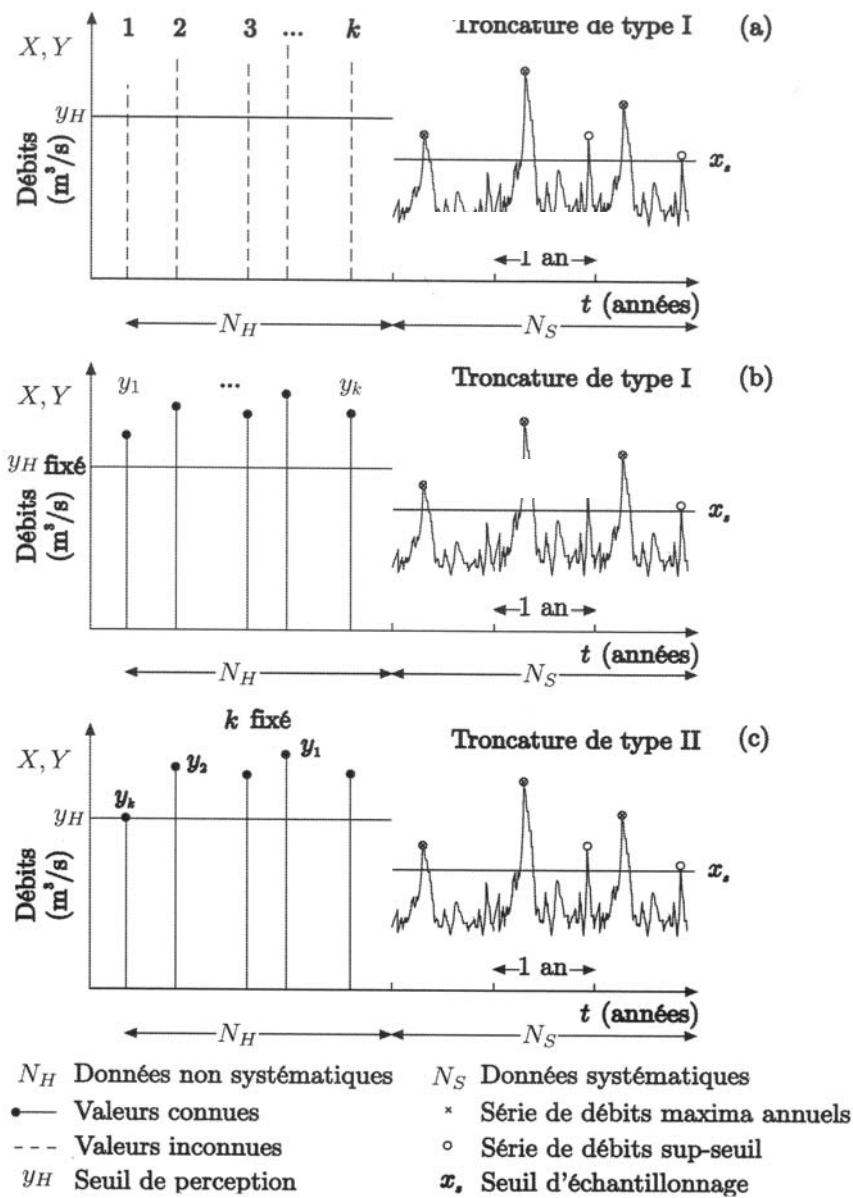 1 2 3 ... k Troncature de type I (a)
X, Y
y_H
x_s
Débits (m³/s)
1 an
t (années)
N_H N_S
y_1 ... y_k Troncature de type I (b)
X, Y
y_H fixé
x_s
Débits (m³/s)
1 an
t (années)
N_H N_S
k fixé
Troncature de type II (c)
X, Y
y_2 y_1
y_k
y_H
x_s
Débits (m³/s)
1 an
t (années)
N_H N_S
N_H Données non systématiques
N_S Données systématiques
Valeurs connues
× Série de débits maxima annuels
Valeurs inconnues
o Série de débits sup-seuil
y_H Seuil de perception
x_s Seuil d'échantillonnage